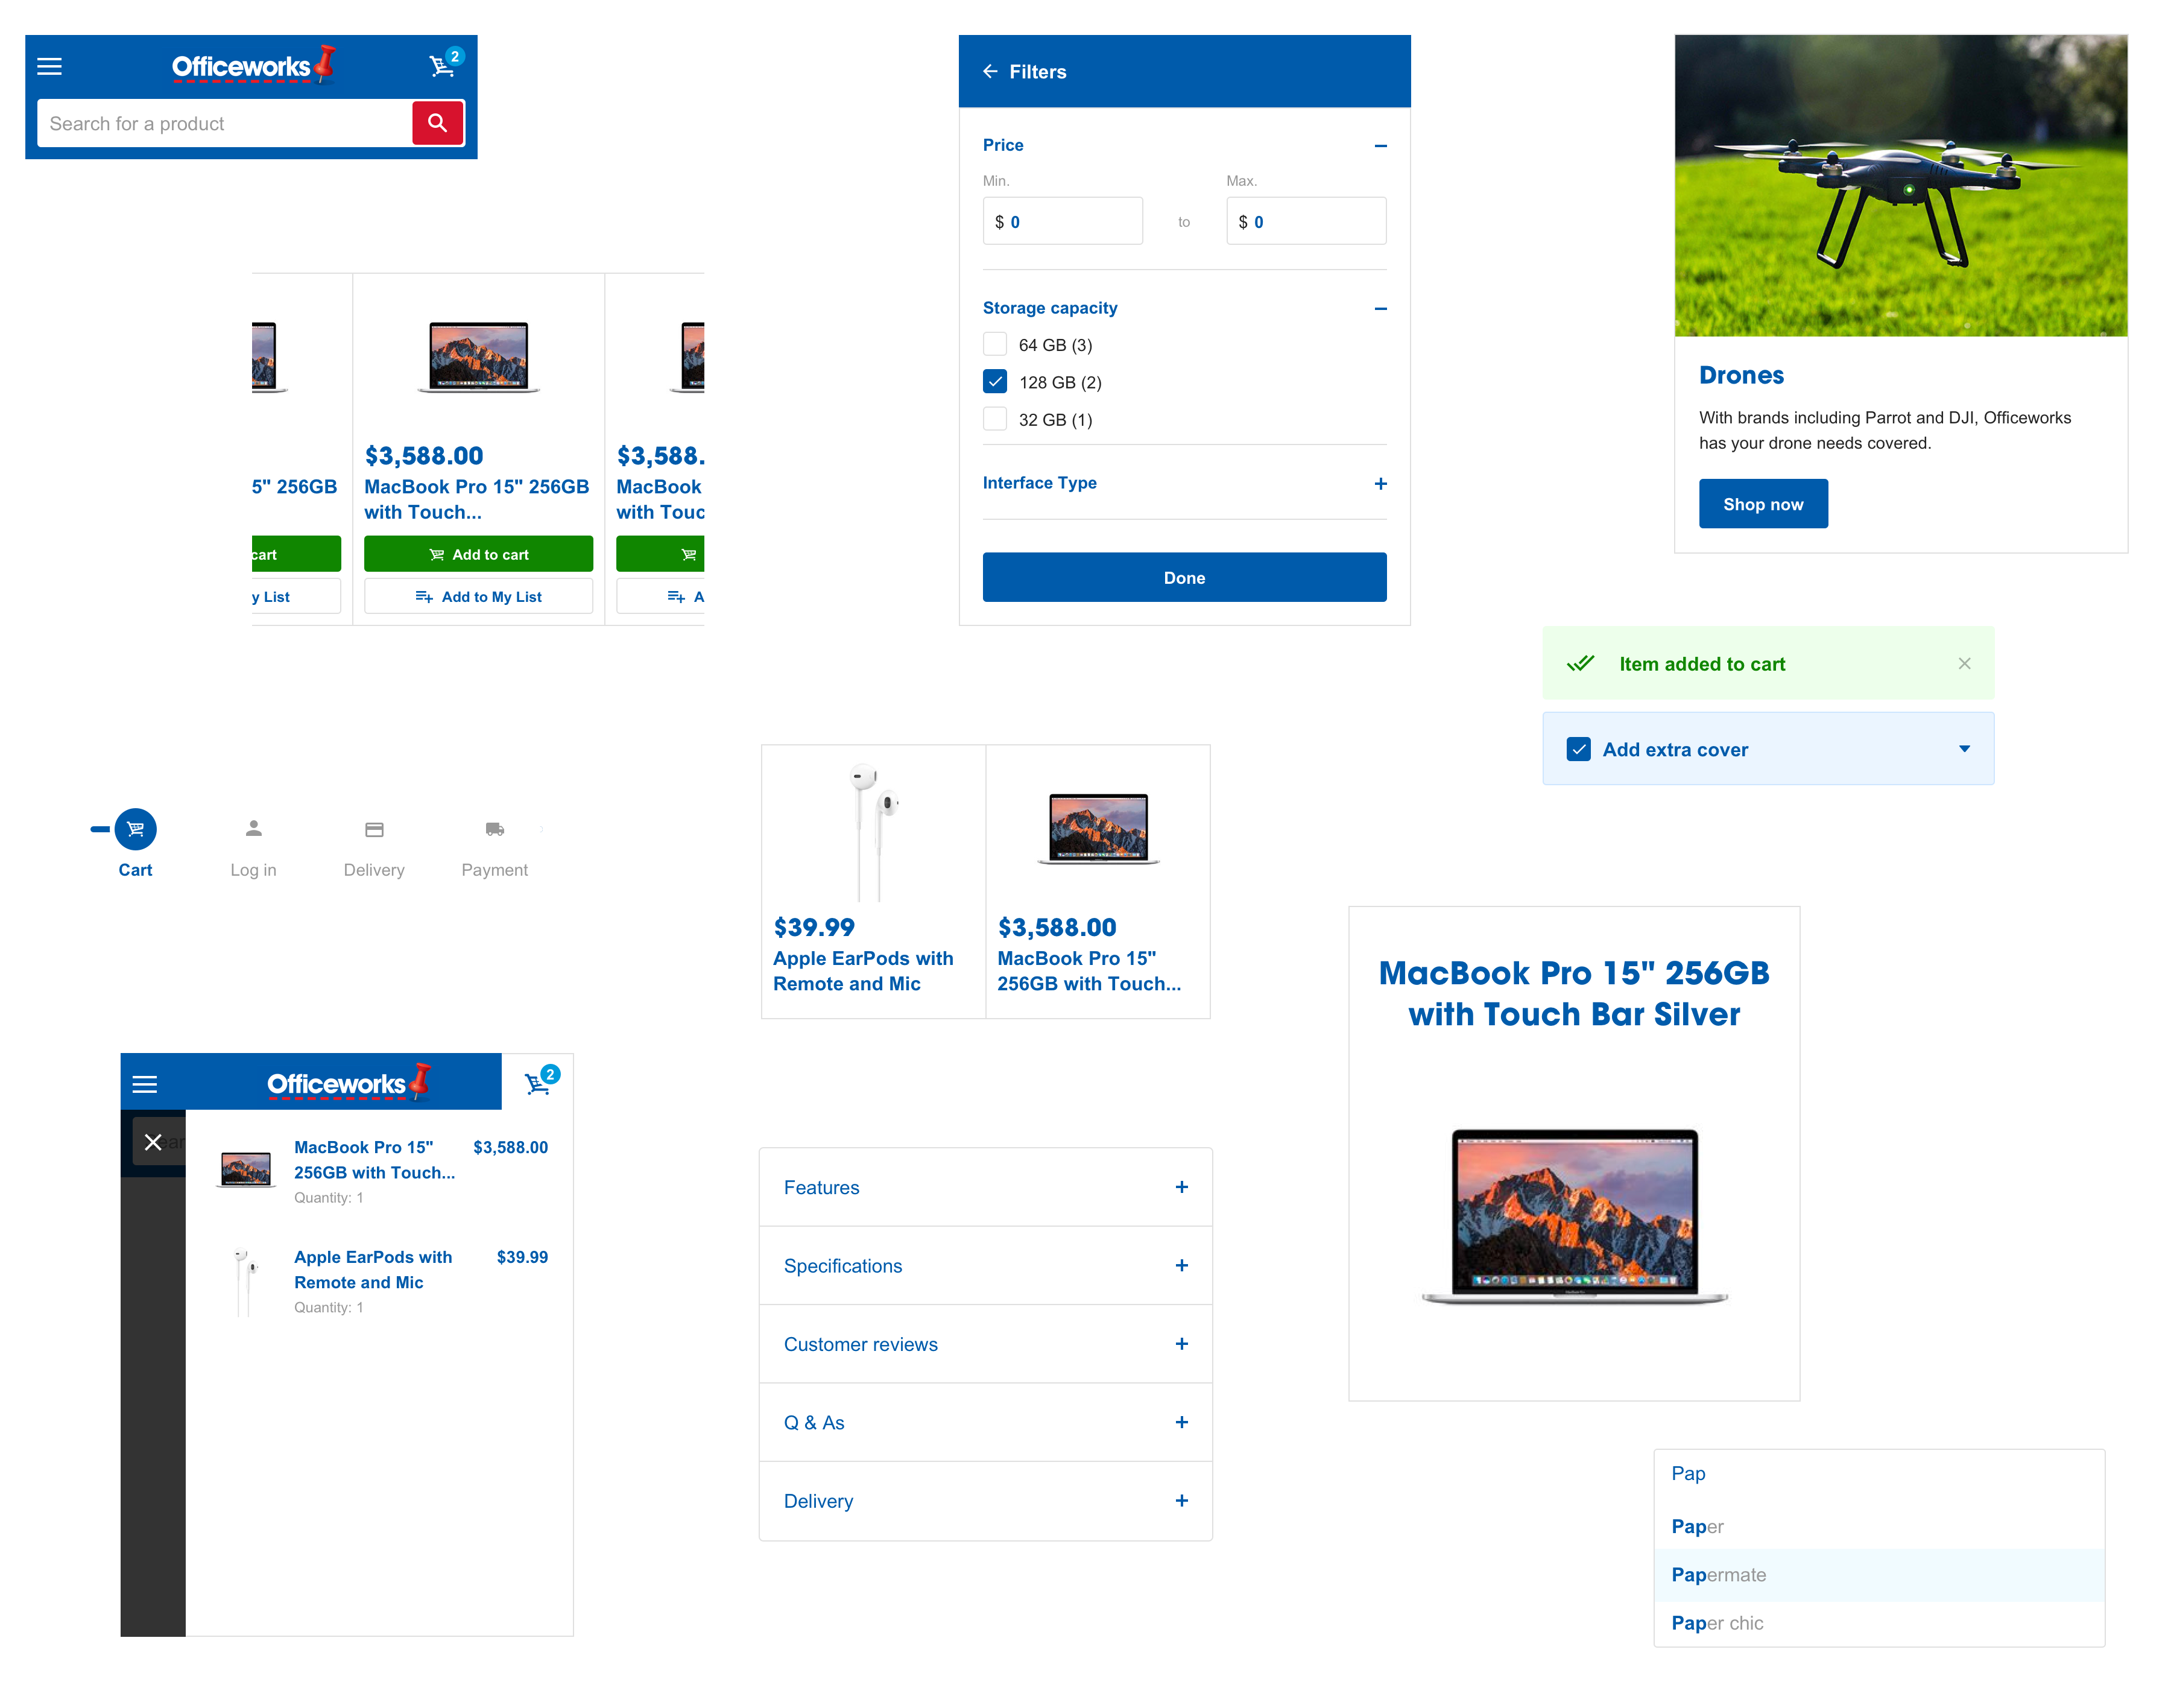 Officeworks
2
Search for a product
5" 256GB
cart
y List
$3,588.00
MacBook Pro 15" 256GB
with Touch...
Add to cart
Add to My List
$3,588.
MacBook
with Touc
A
Filters
Price
Min.
Max.
$ 0
to
$ 0
Storage capacity
64 GB (3)
128 GB (2)
32 GB (1)
Interface Type
Done
Drones
With brands including Parrot and DJI, Officeworks
has your drone needs covered.
Shop now
Item added to cart
Add extra cover
Cart
Log in
Delivery
Payment
$39.99
Apple EarPods with
Remote and Mic
$3,588.00
MacBook Pro 15"
256GB with Touch...
MacBook Pro 15" 256GB
with Touch Bar Silver
Officeworks
2
ear
MacBook Pro 15"
256GB with Touch...
$3,588.00
Quantity: 1
Apple EarPods with
Remote and Mic
$39.99
Quantity: 1
Features
Specifications
Customer reviews
Q & As
Delivery
Pap
Paper
Papermate
Paper chic